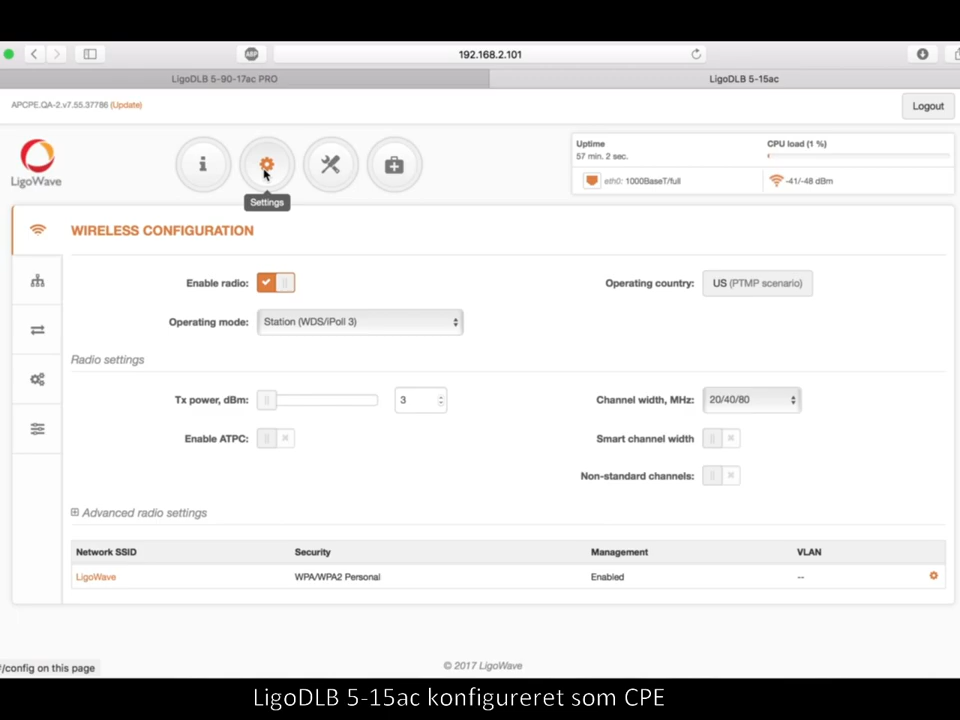 192.168.2.101
LigoDLB 5-90-17ac PRO
LigoDLB 5-15ac
APCPE.QA-2.v7.55.37786 (Update)
Logout
ABP
LigoWave
Settings
Uptime
57 min. 2 sec.
CPU load (1 %)
eth0: 1000BaseT/full
-41/-48 dBm
WIRELESS CONFIGURATION
Enable radio:
Operating country: US (PTMP scenario)
Operating mode: Station (WDS/iPoll 3)
Radio settings
Tx power, dBm: 3
Channel width, MHz: 20/40/80
Enable ATPC:
Smart channel width
Non-standard channels:
Advanced radio settings
Network SSID Security Management VLAN
LigoWave WPA/WPA2 Personal Enabled --
© 2017 LigoWave
/config on this page
LigoDLB 5-15ac konfigureret som CPE